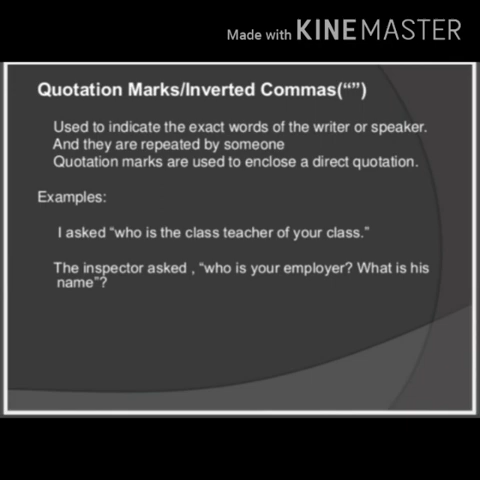 Made with KINEMASTER
Quotation Marks/Inverted Commas(“”)
Used to indicate the exact words of the writer or speaker.
And they are repeated by someone
Quotation marks are used to enclose a direct quotation.
Examples:
I asked “who is the class teacher of your class.”
The inspector asked , “who is your employer? What is his
name”?